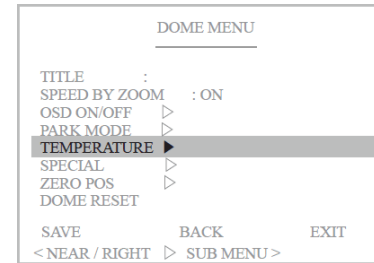 DOME MENU
TITLE :
SPEED BY ZOOM : ON
OSD ON/OFF ▷
PARK MODE ▷
TEMPERATURE ▶
SPECIAL ▷
ZERO POS ▷
DOME RESET
SAVE BACK EXIT
<NEAR / RIGHT ▷ SUB MENU>